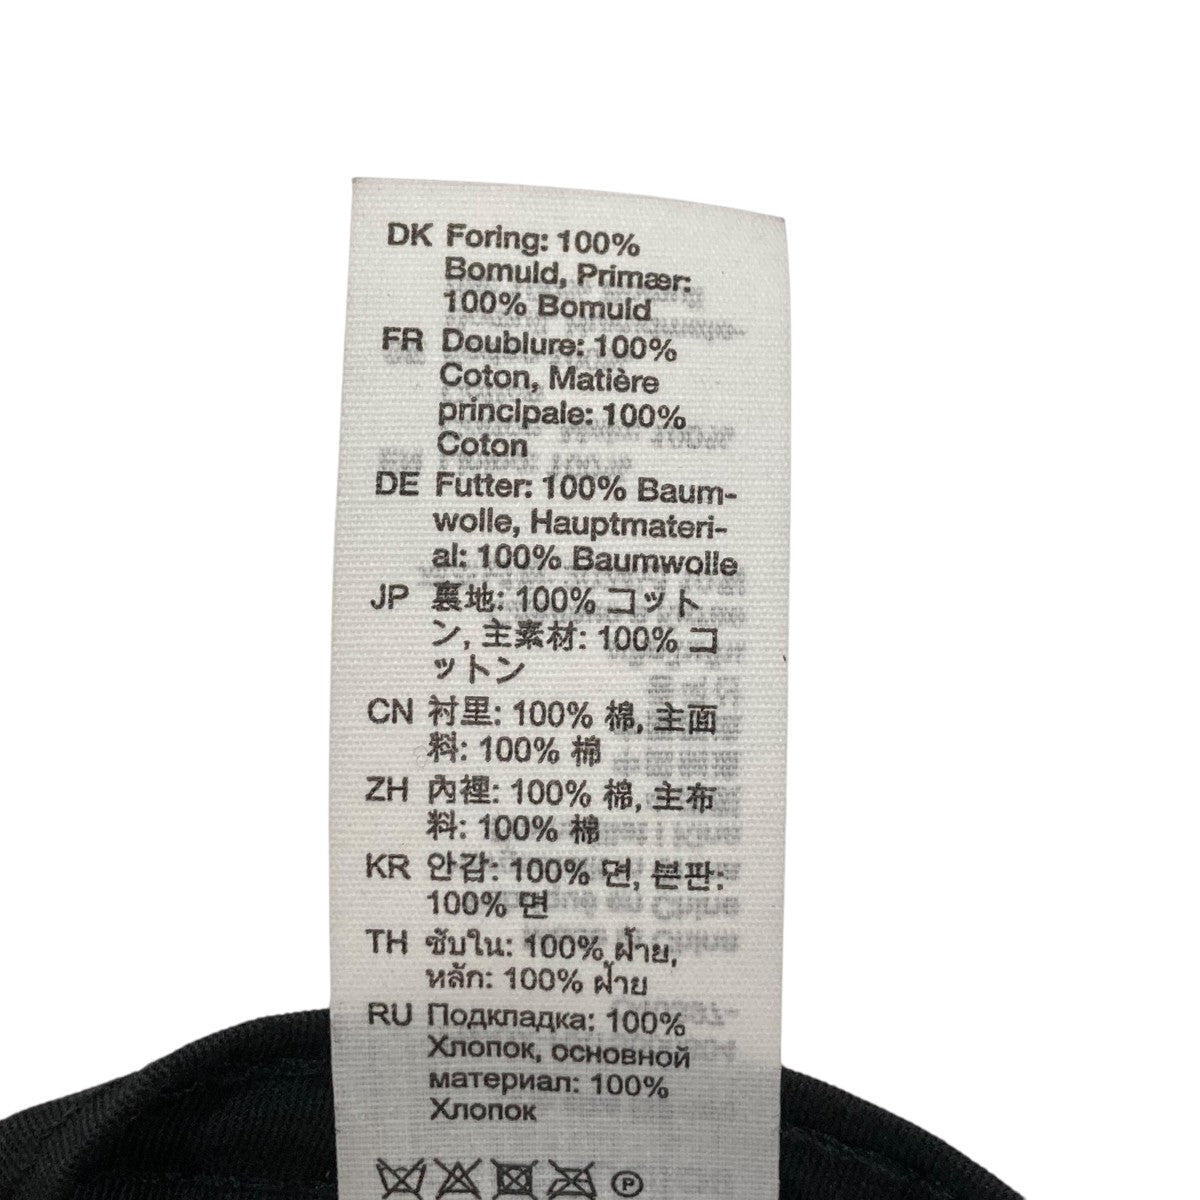 DK Foring: 100%
Bomuld, Primær:
100% Bomuld
FR Doublure: 100%
Coton, Matière
principale: 100%
Coton
DE Futter: 100% Baum-
wolle, Hauptmateri-
al: 100% Baumwolle
JP 裏地: 100% コット
ン, 主素材: 100% コ
ットン
CN 衬里: 100% 棉, 主面
料: 100% 棉
ZH 內裡: 100% 棉, 主布
料: 100% 棉
KR 안감: 100% 면, 본판:
100% 면
TH ซับใน: 100% ฝ้าย,
หลัก: 100% ฝ้าย
RU Подкладка: 100%
Хлопок, основной
материал: 100%
Хлопок
P